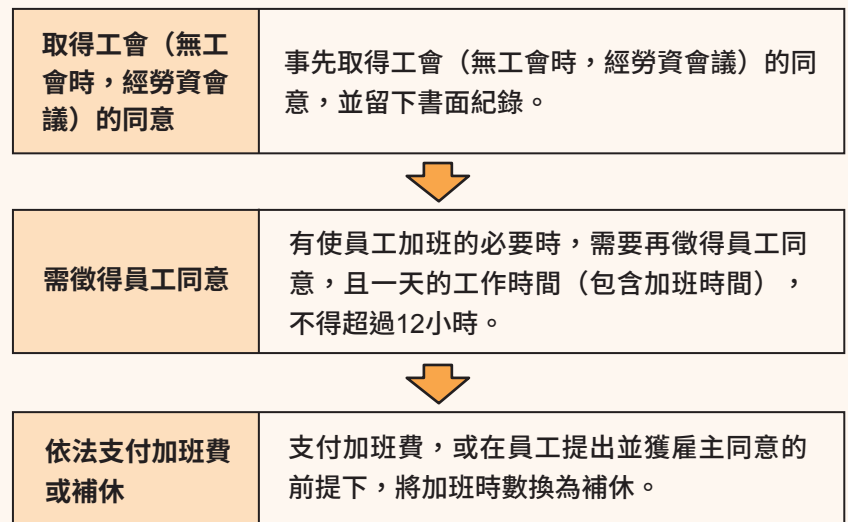 取得工會（無工
會時，經勞資會
議）的同意
事先取得工會（無工會時，經勞資會議）的同
意，並留下書面紀錄。
需徵得員工同意
有使員工加班的必要時，需要再徵得員工同
意，且一天的工作時間（包含加班時間），
不得超過12小時。
依法支付加班費
或補休
支付加班費，或在員工提出並獲雇主同意的
前提下，將加班時數換為補休。